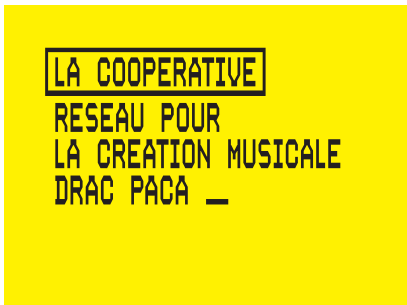 LA COOPERATIVE
RESEAU POUR
LA CREATION MUSICALE
DRAC PACA _